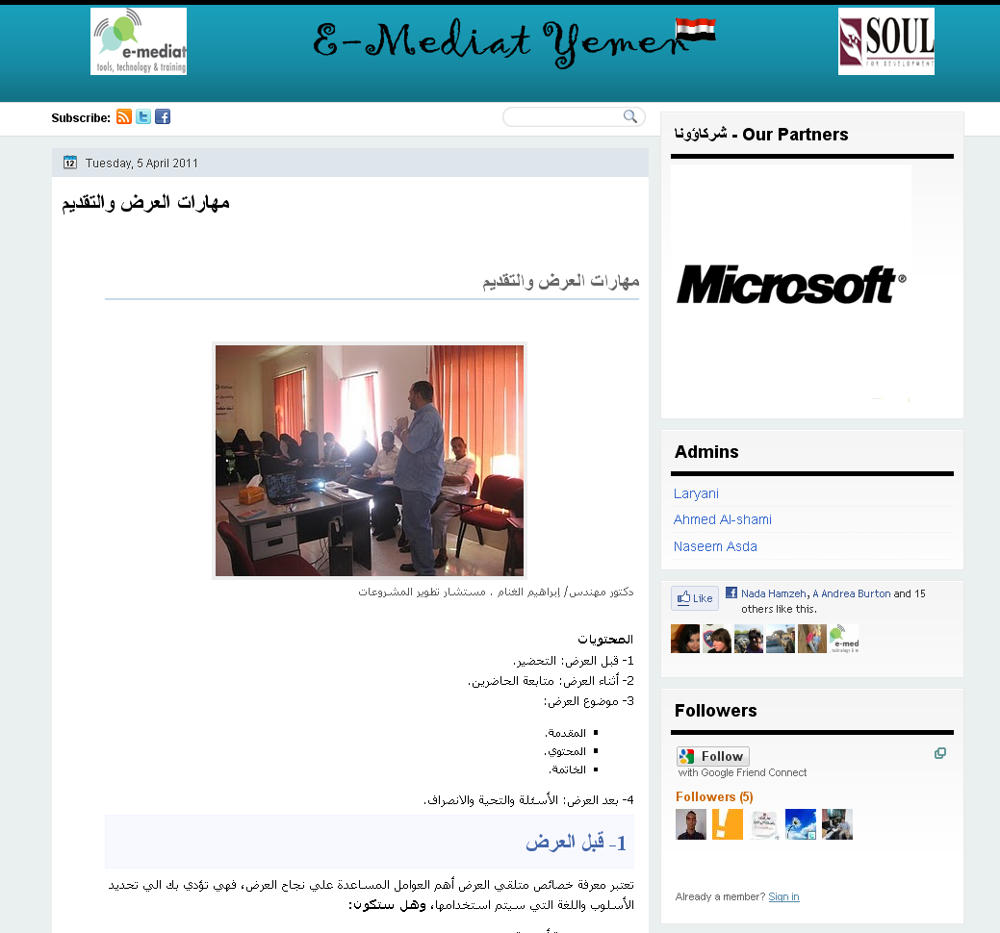 e-mediat
tools, technology & training
E-Mediat Yemen
SOUL
FOR DEVELOPMENT
Subscribe:
12
Tuesday, 5 April 2011
مهارات العرض والتقديم
مهارات العرض والتقديم
دكتور مهندس/ إبراهيم الغنام . مستشار تطوير المشروعات
المحتويات
1- قبل العرض: التحضير.
2- أثناء العرض: متابعة الحاضرين.
3- موضوع العرض:
▪ المقدمة.
▪ المحتوي.
▪ الخاتمة.
4- بعد العرض: الأسئلة والتحية والانصراف.
1- قبل العرض
تعتبر معرفة خصائص متلقي العرض أهم العوامل المساعدة علي نجاح العرض، فهي تؤدي بك الي تحديد
الأسلوب واللغة التي سيتم استخدامها، وهل ستكون:
شركاؤونا - Our Partners
Microsoft®
Admins
Laryani
Ahmed Al-shami
Naseem Asda
Like
Nada Hamzeh, A Andrea Burton and 15
others like this.
e-med
Followers
Follow
with Google Friend Connect
Followers (5)
Already a member? Sign in